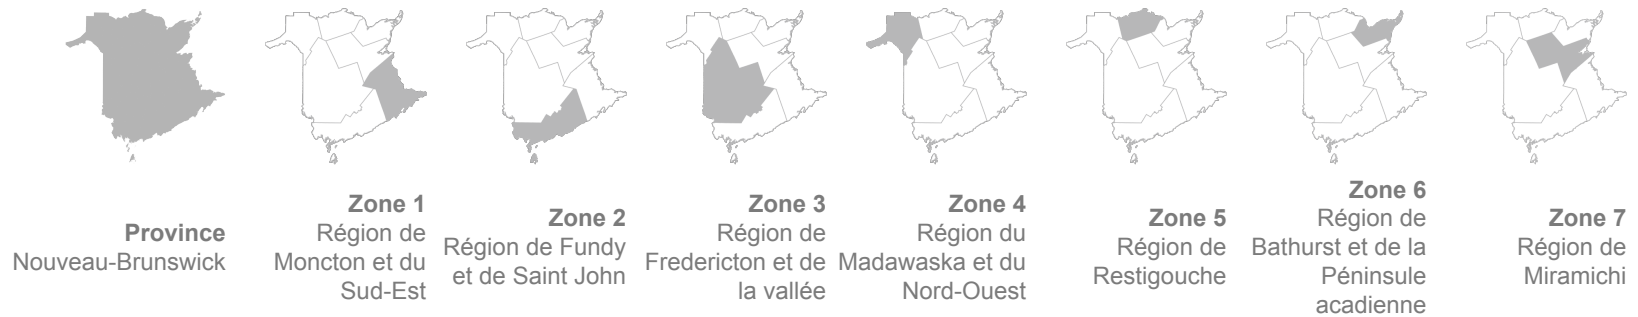 Province
Nouveau-Brunswick
Zone 1
Région de
Moncton et du
Sud-Est
Zone 2
Région de Fundy
et de Saint John
Zone 3
Région de
Fredericton et de
la vallée
Zone 4
Région du
Madawaska et du
Nord-Ouest
Zone 5
Région de
Restigouche
Zone 6
Région de
Bathurst et de la
Péninsule
acadienne
Zone 7
Région de
Miramichi